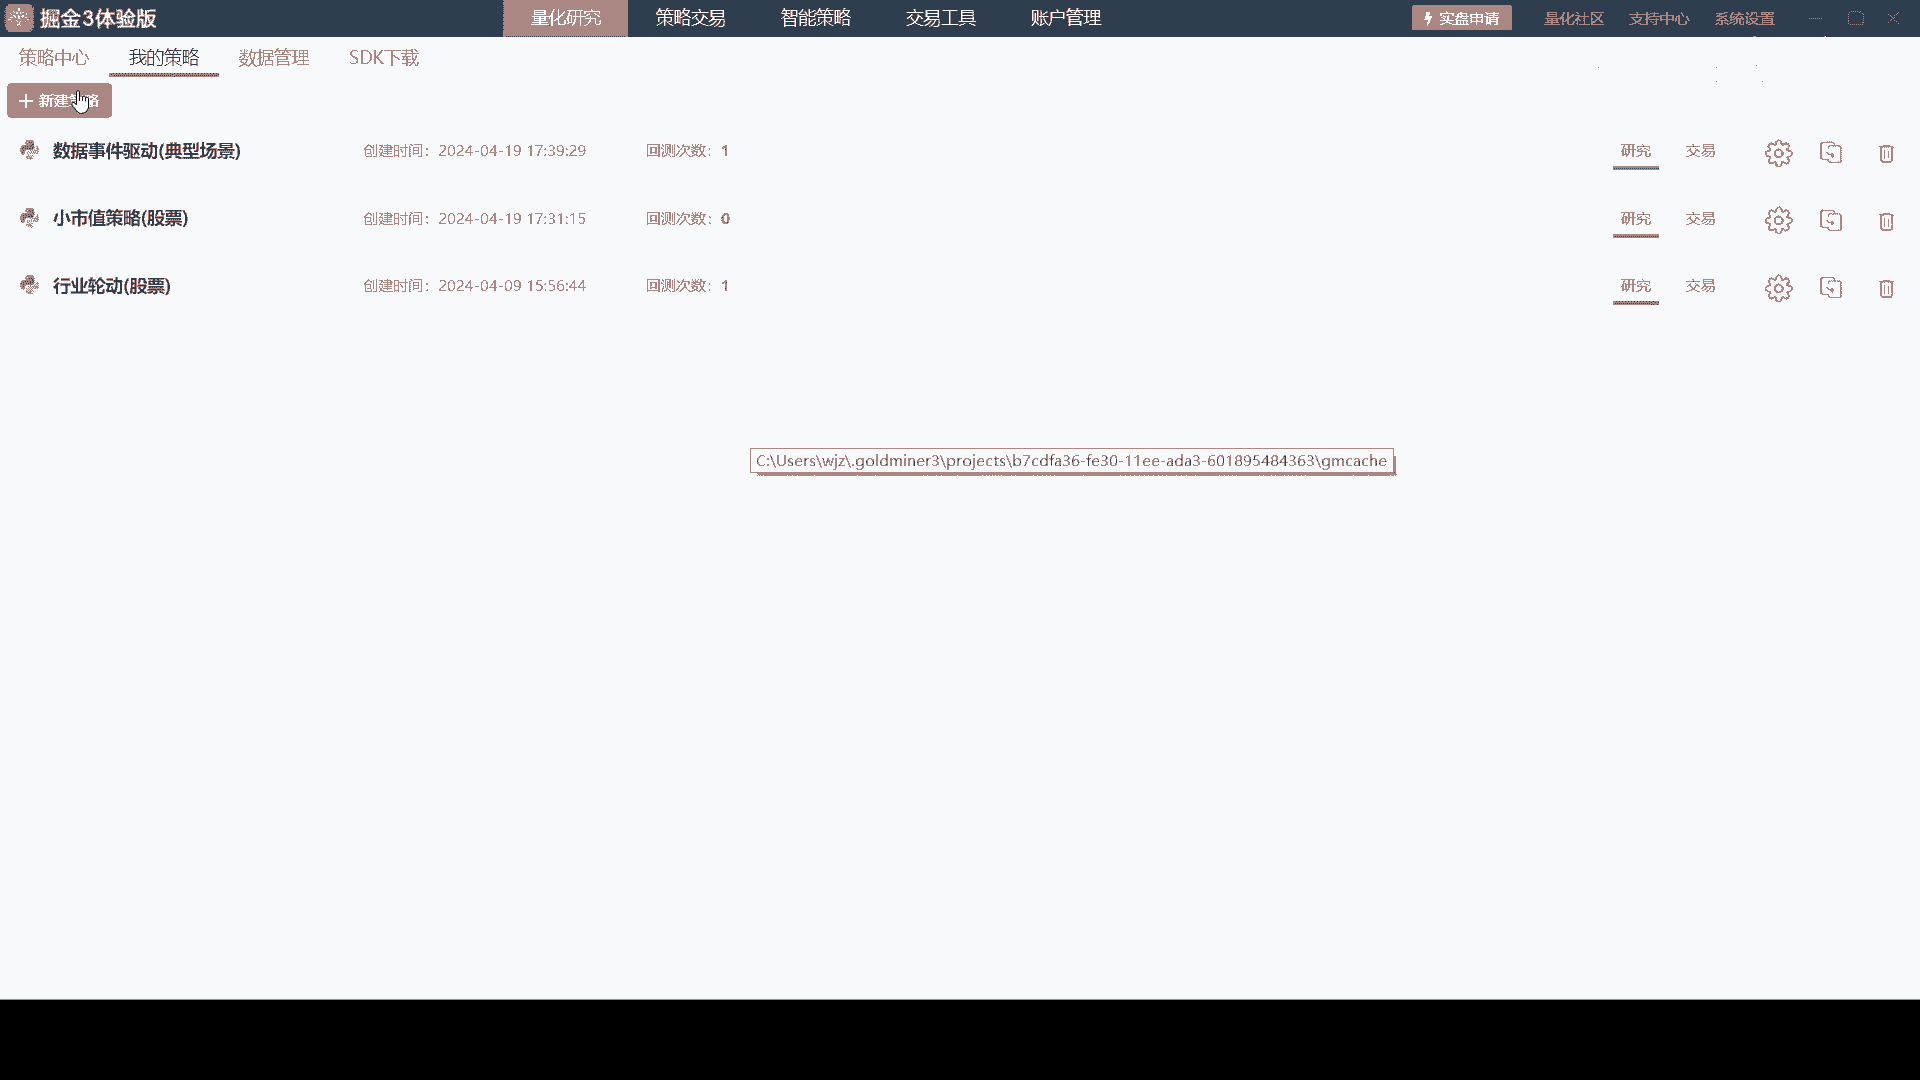 掘金3体验版
量化研究 策略交易 智能策略 交易工具 账户管理
实盘申请 量化社区 支持中心 系统设置
策略中心 我的策略 数据管理 SDK下载
新建策略
数据事件驱动(典型场景) 创建时间：2024-04-19 17:39:29 回测次数：1 研究 交易
小市值策略(股票) 创建时间：2024-04-19 17:31:15 回测次数：0 研究 交易
行业轮动(股票) 创建时间：2024-04-09 15:56:44 回测次数：1 研究 交易
C:\Users\wjz\.goldminer3\projects\b7cdfa36-fe30-11ee-ada3-601895484363\gmcache